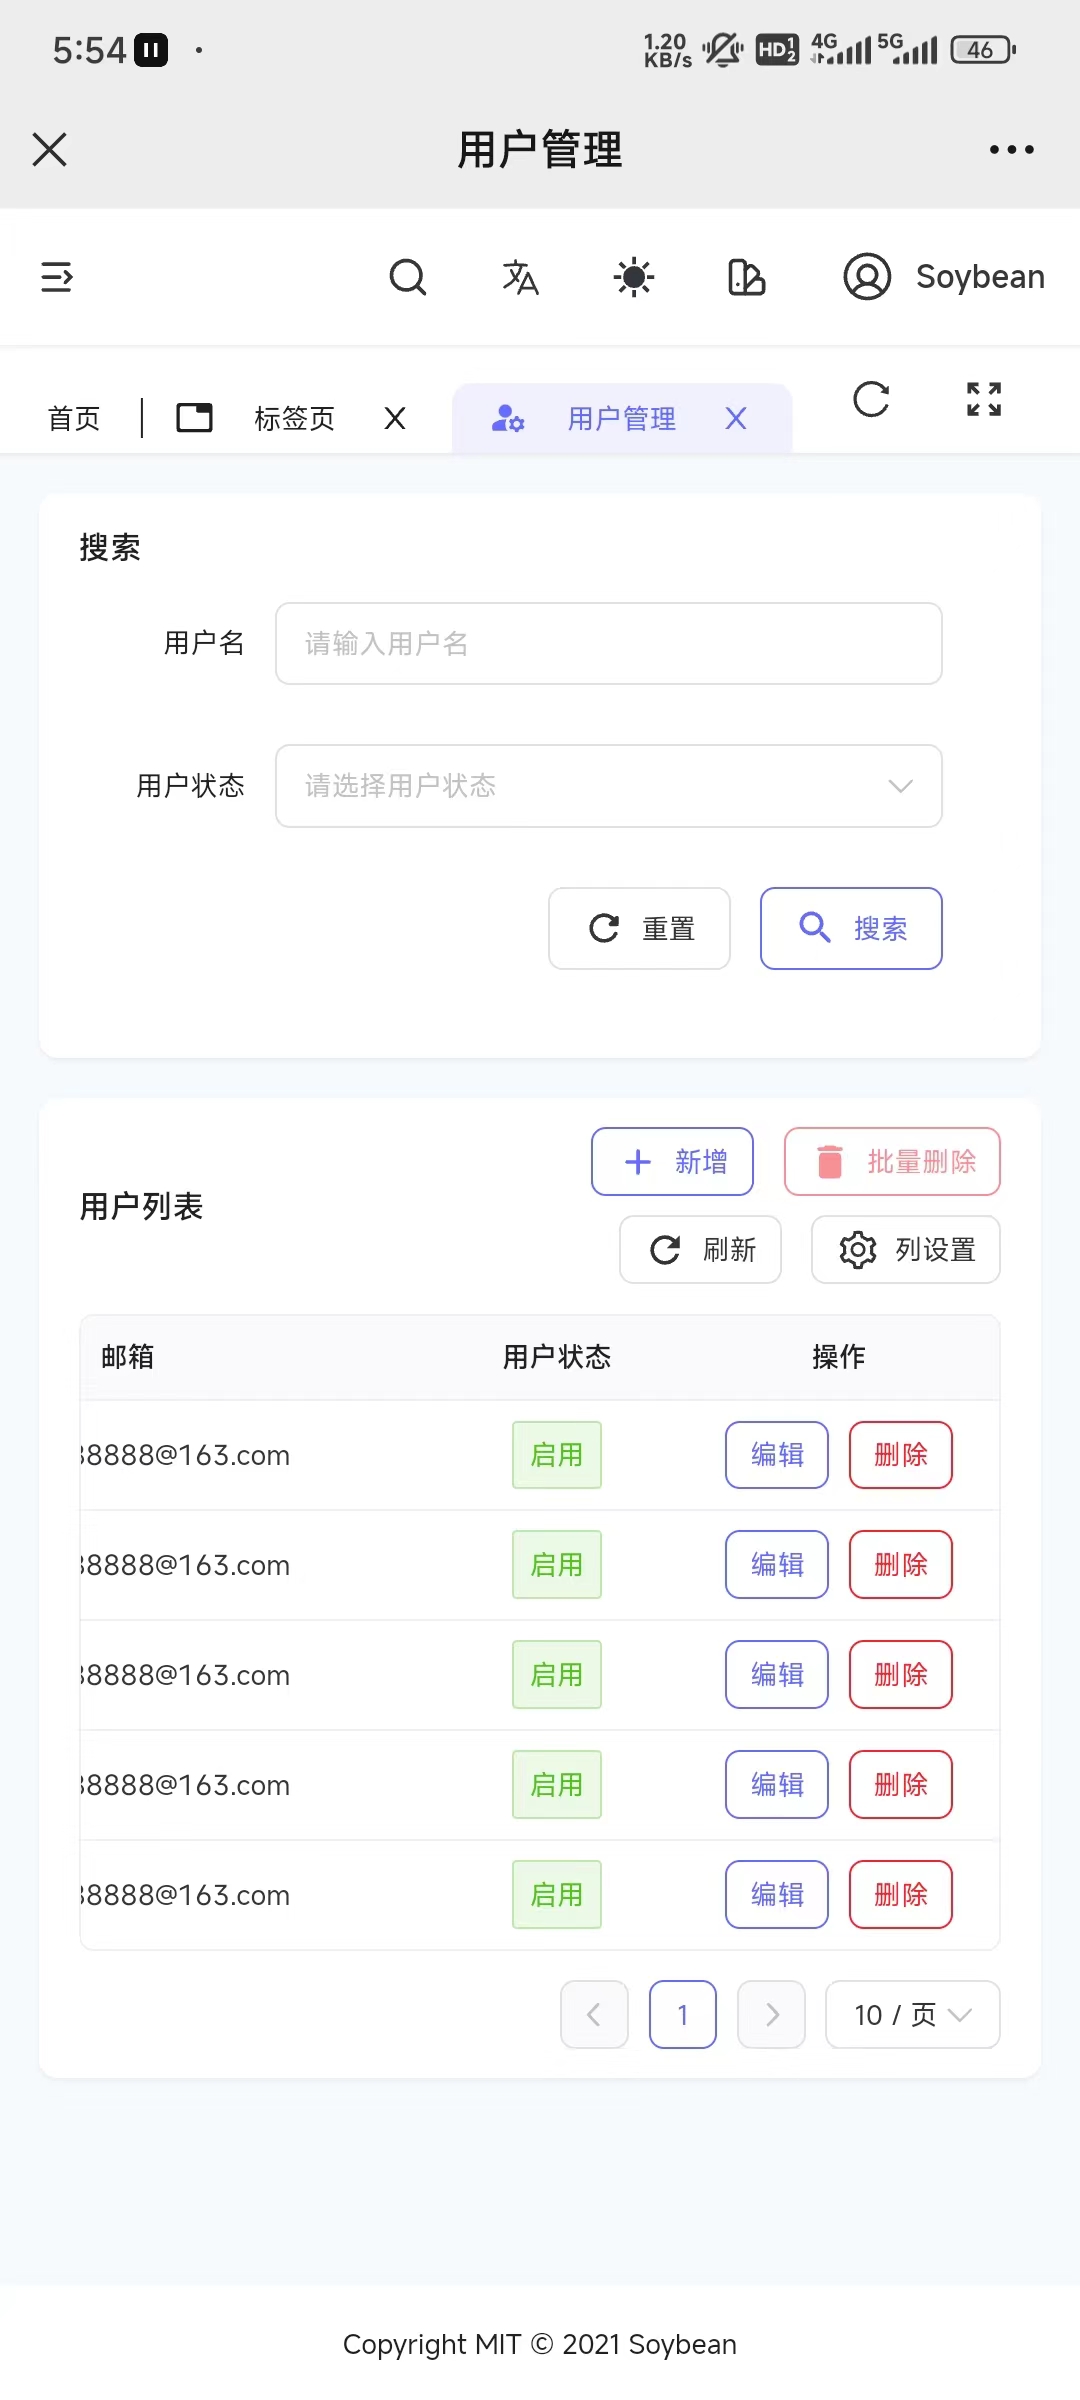 5:54
1.20 KB/s HD 1 2 4G 5G 46
用户管理
Soybean
首页 标签页 X 用户管理 X
搜索
用户名 请输入用户名
用户状态 请选择用户状态
重置 搜索
新增 批量删除
用户列表
刷新 列设置
邮箱 用户状态 操作
8888@163.com 启用 编辑 删除
8888@163.com 启用 编辑 删除
8888@163.com 启用 编辑 删除
8888@163.com 启用 编辑 删除
8888@163.com 启用 编辑 删除
1 10 / 页
Copyright MIT © 2021 Soybean